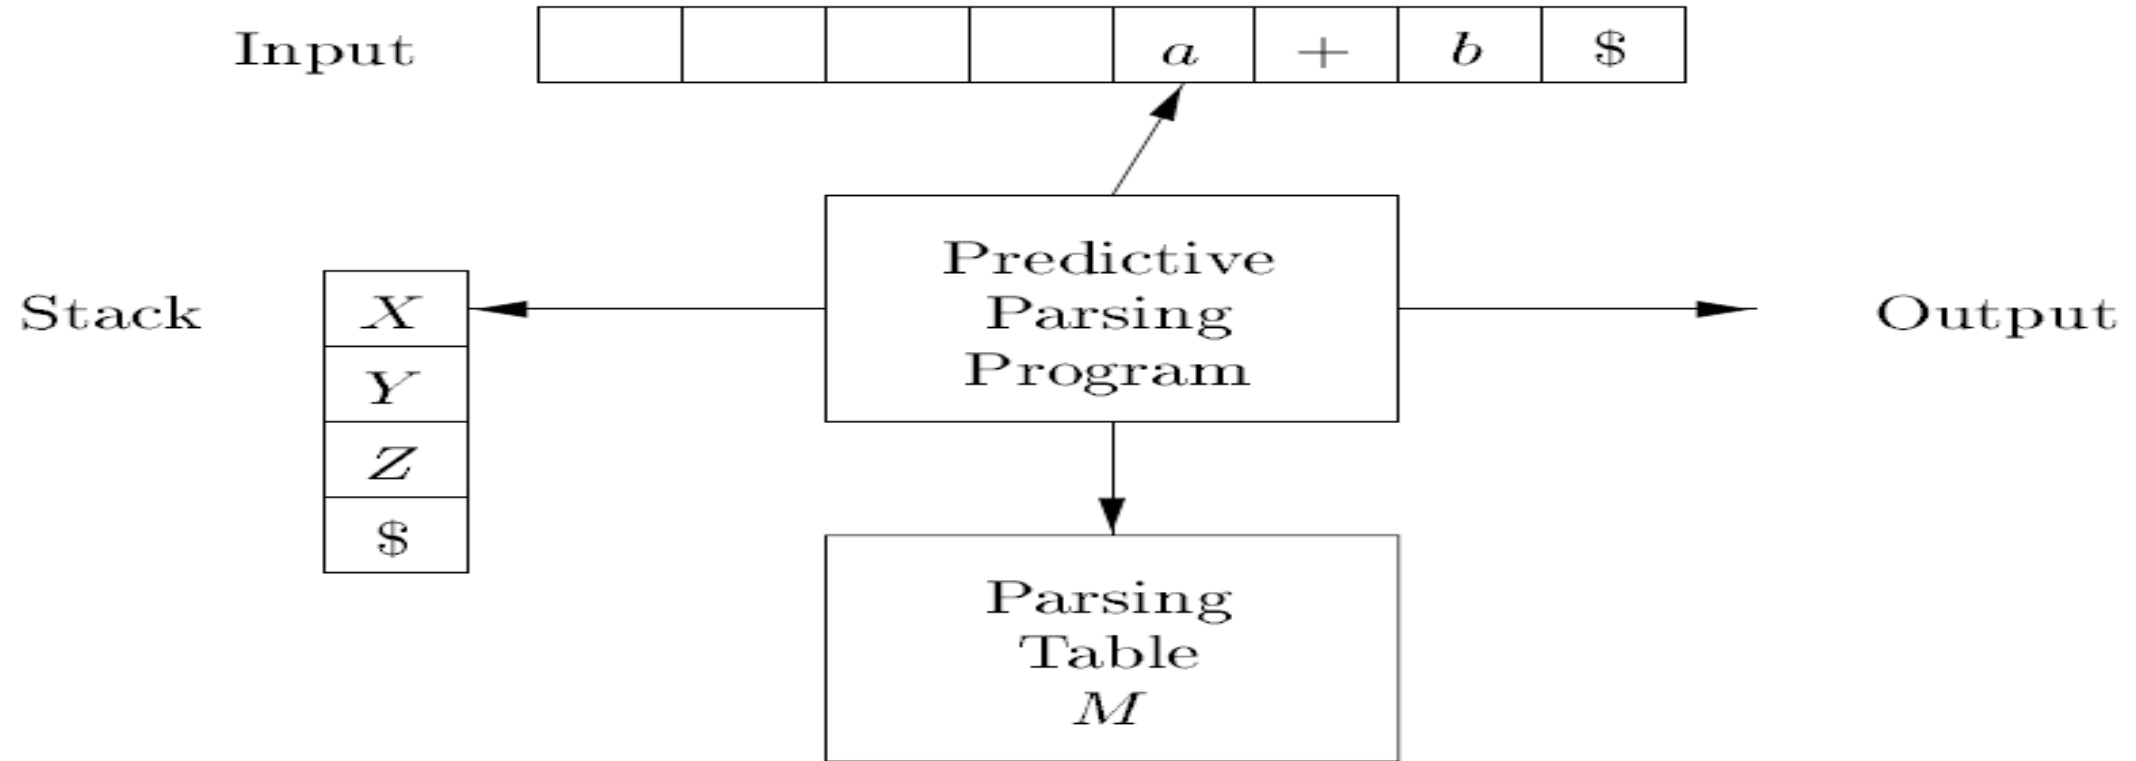 Input a + b $
Predictive
Stack X Parsing Output
Program
Y
Z
$
Parsing
Table
M